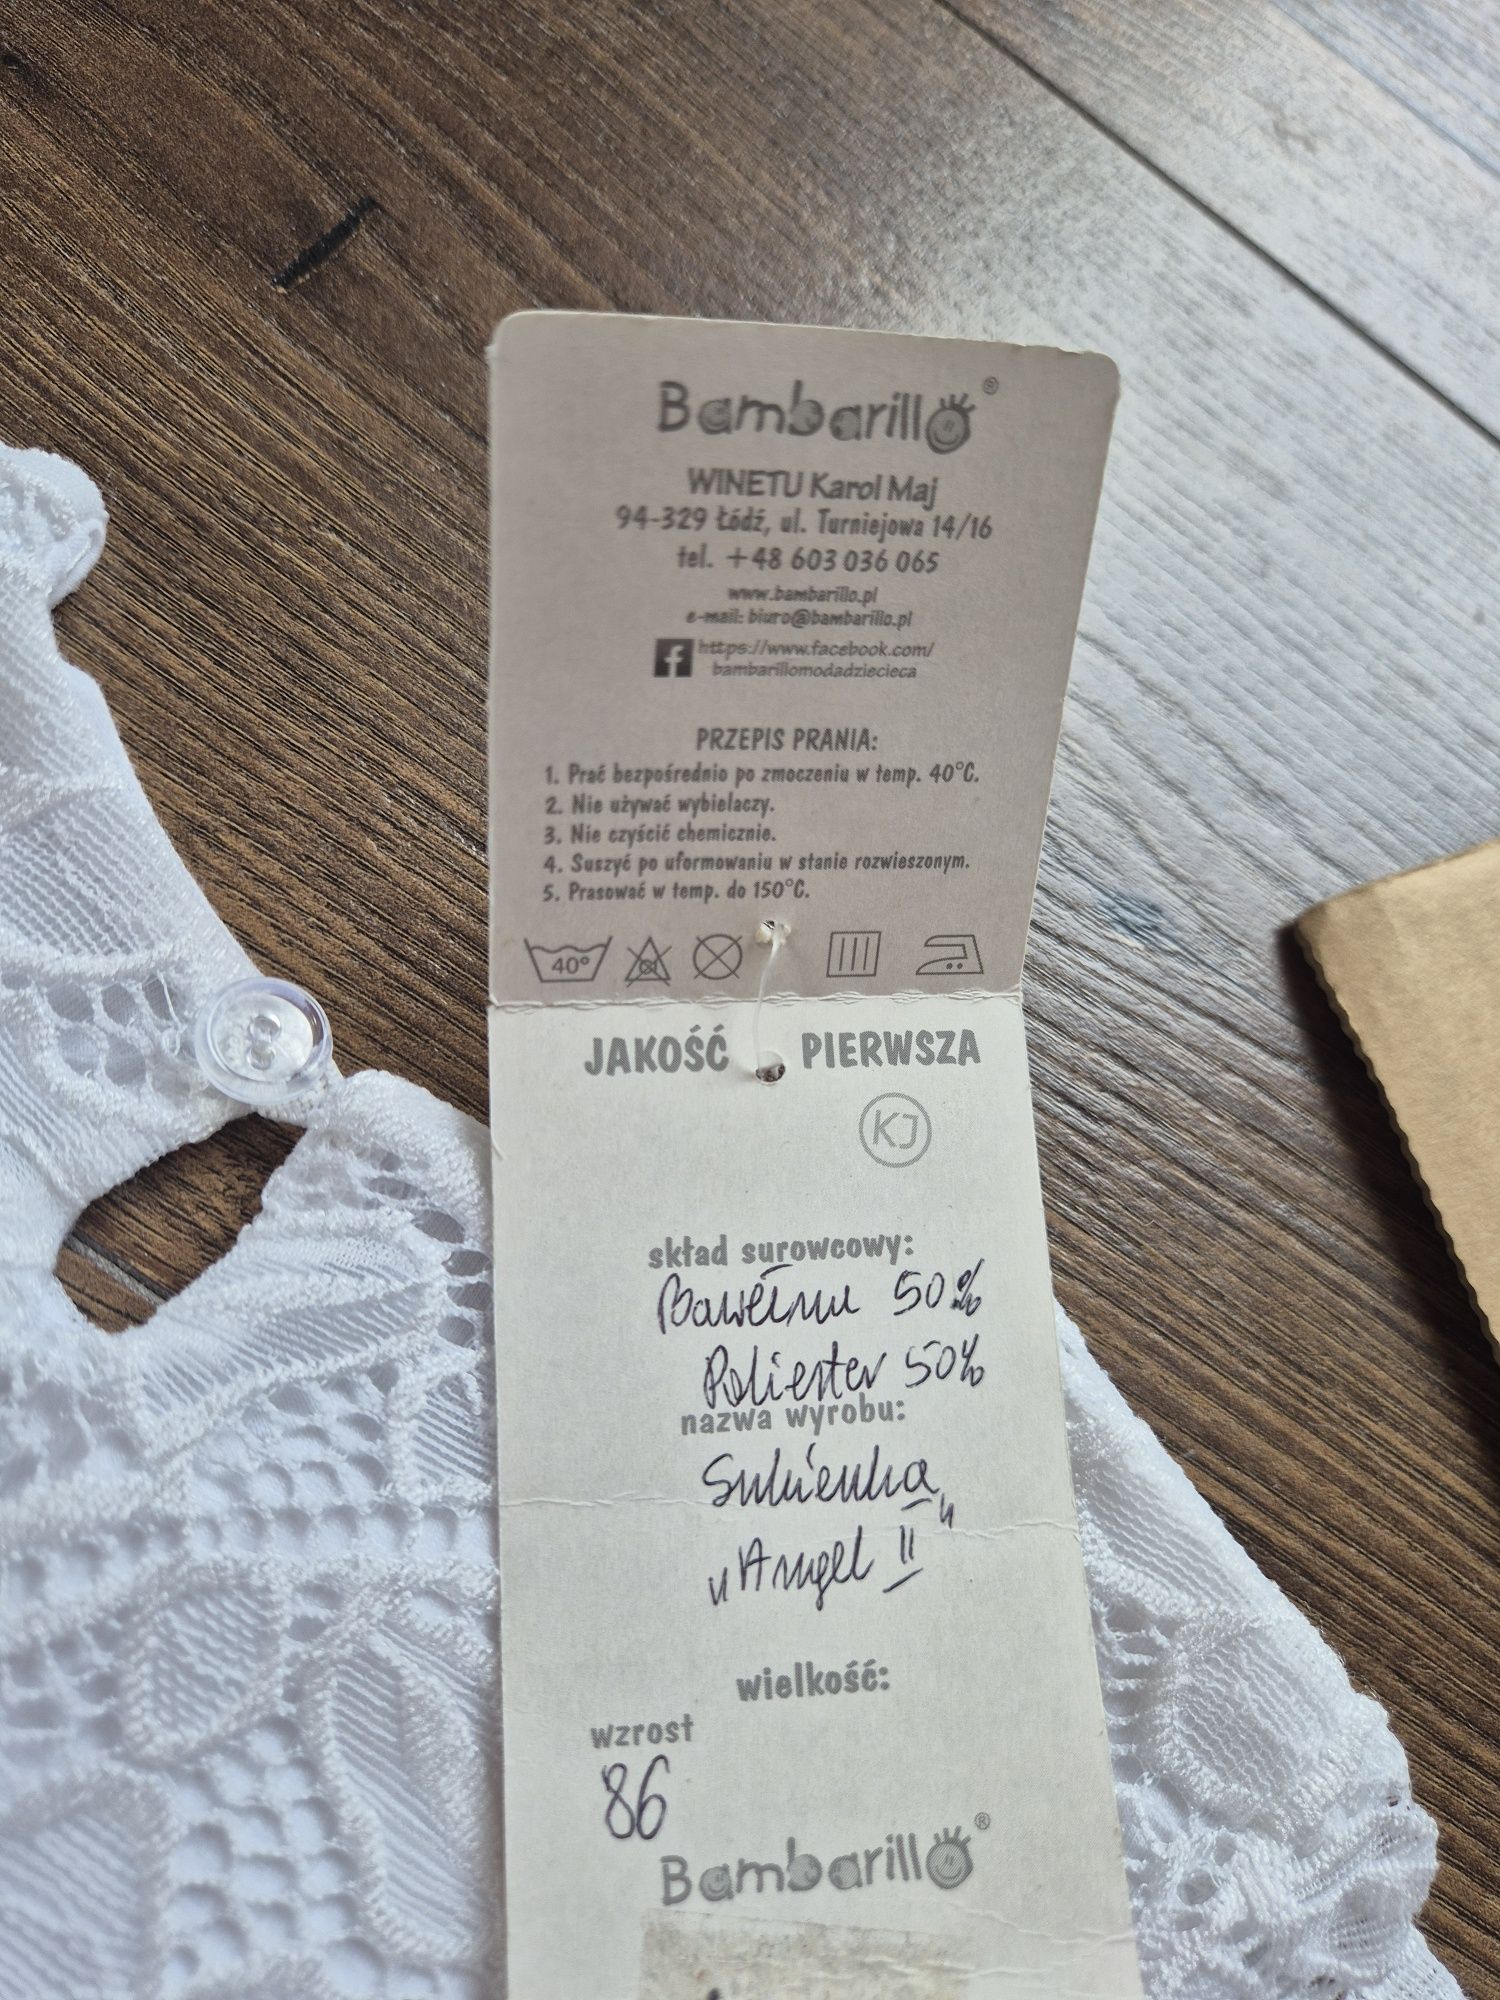 Bambarillo®
WINETU Karol Maj
94-329 Łódź, ul. Turniejowa 14/16
tel. +48 603 036 065
www.bambarillo.pl
e-mail: biuro@bambarillo.pl
https://www.facebook.com/
bambarillomodadziecieca
PRZEPIS PRANIA:
1. Prać bezpośrednio po zmoczeniu w temp. 40°C.
2. Nie używać wybielaczy.
3. Nie czyścić chemicznie.
4. Suszyć po uformowaniu w stanie rozwieszonym.
5. Prasować w temp. do 150°C.
40°
JAKOŚĆ PIERWSZA
KJ
skład surowcowy:
Bawełna 50%
Poliester 50%
nazwa wyrobu:
Sukienka
„Angel II"
wielkość:
wzrost
86
Bambarillo®